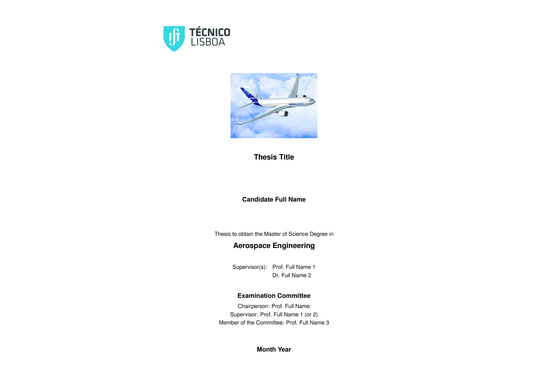 TÉCNICO
LISBOA
Thesis Title
Candidate Full Name
Thesis to obtain the Master of Science Degree in
Aerospace Engineering
Supervisor(s): Prof. Full Name 1
Dr. Full Name 2
Examination Committee
Chairperson: Prof. Full Name
Supervisor: Prof. Full Name 1 (or 2)
Member of the Committee: Prof. Full Name 3
Month Year